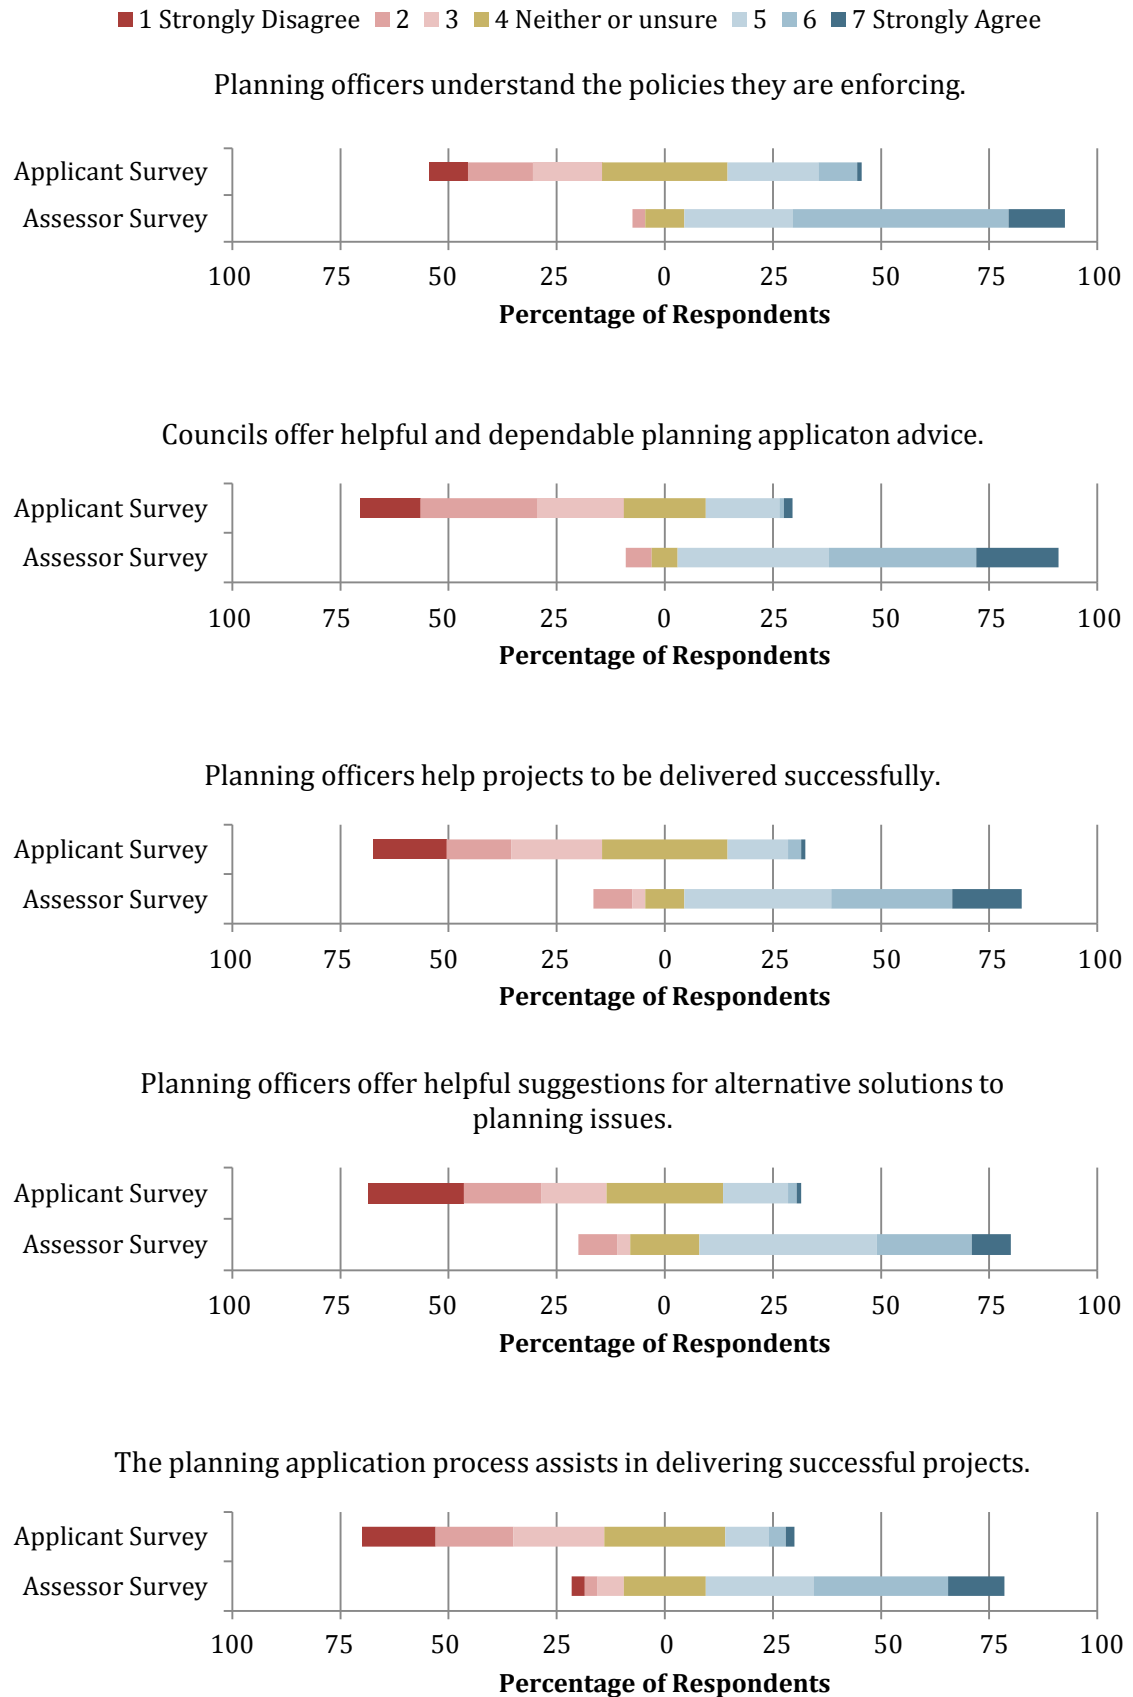 1 Strongly Disagree 2 3 4 Neither or unsure 5 6 7 Strongly Agree
Planning officers understand the policies they are enforcing.
Applicant Survey
Assessor Survey
100 75 50 25 0 25 50 75 100
Percentage of Respondents
Councils offer helpful and dependable planning applicaton advice.
Applicant Survey
Assessor Survey
100 75 50 25 0 25 50 75 100
Percentage of Respondents
Planning officers help projects to be delivered successfully.
Applicant Survey
Assessor Survey
100 75 50 25 0 25 50 75 100
Percentage of Respondents
Planning officers offer helpful suggestions for alternative solutions to
planning issues.
Applicant Survey
Assessor Survey
100 75 50 25 0 25 50 75 100
Percentage of Respondents
The planning application process assists in delivering successful projects.
Applicant Survey
Assessor Survey
100 75 50 25 0 25 50 75 100
Percentage of Respondents